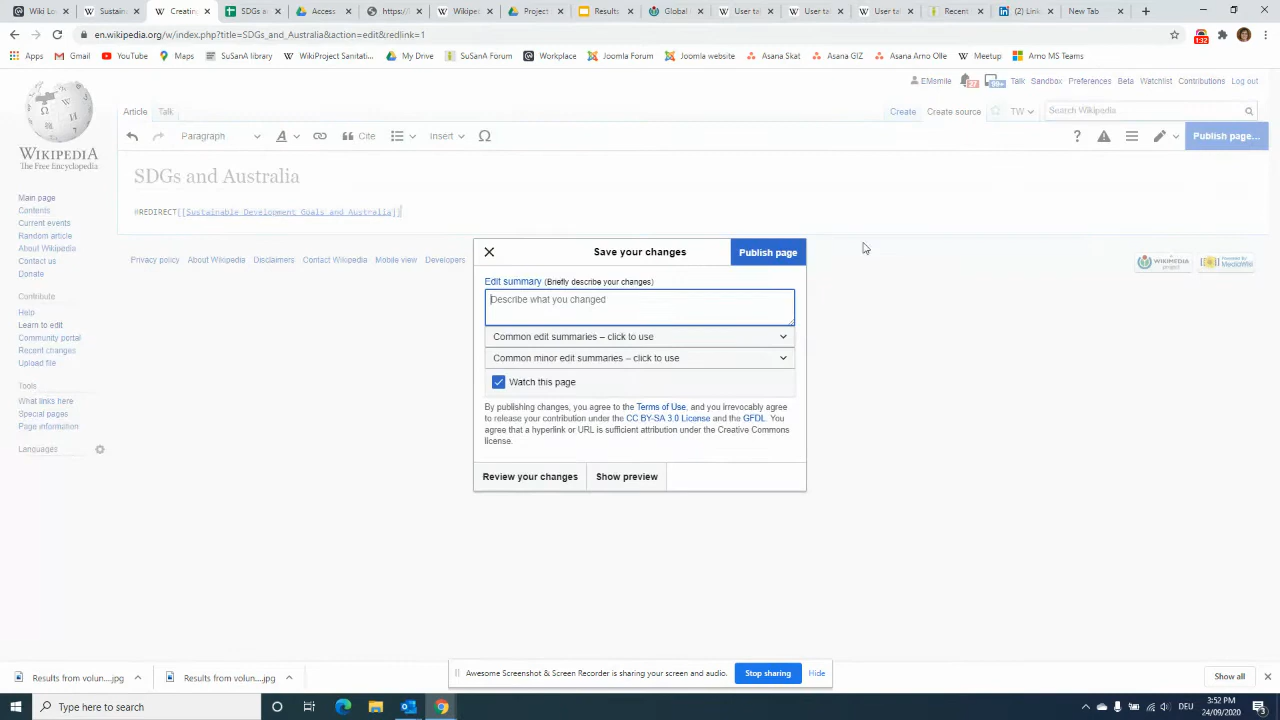 Wiki Lo
Sustaina
Creatin
SDGs an
Access
https://
Wikipe
Project
Results
Global
User ta
User ta
User ta
Recent
(2) Link
New Tab
en.wikipedia.org/w/index.php?title=SDGs_and_Australia&action=edit&redlink=1
1:32
Apps
Gmail
YouTube
Maps
SuSanA Group
WikiProject Sanitati...
My Drive
SuSanA Forum
Workplace
Joomla Forum
Joomla website
Asana Skat
Asana GIZ
Asana Arno Olle
Meetup
Arno MS Teams
EMsmile
27
99+
Talk
Sandbox
Preferences
Beta
Watchlist
Contributions
Log out
Article
Talk
Create
Create source
TW
Search Wikipedia
Paragraph
A
Cite
Insert
Ω
?
Publish page...
WIKIPEDIA
The Free Encyclopedia
SDGs and Australia
#REDIRECT[[Sustainable Development Goals and Australia]]
Main page
Contents
Current events
Random article
About Wikipedia
Contact us
Donate
Contribute
Help
Learn to edit
Community portal
Recent changes
Upload file
Tools
What links here
Special pages
Page information
Languages
Privacy policy
About Wikipedia
Disclaimers
Contact Wikipedia
Mobile view
Developers
WIKIMEDIA
project
MediaWiki
Save your changes
Publish page
Edit summary (Briefly describe your changes)
Describe what you changed
Common edit summaries – click to use
Common minor edit summaries – click to use
Watch this page
By publishing changes, you agree to the Terms of Use, and you irrevocably agree
to release your contribution under the CC BY-SA 3.0 License and the GFDL. You
agree that a hyperlink or URL is sufficient attribution under the Creative Commons
license.
Review your changes
Show preview
Results from volun....jpg
Results from volun....jpg
Awesome Screenshot & Screen Recorder is sharing your screen and audio.
Stop sharing
Hide
Show all
Type here to search
DEU
3:52 PM
24/09/2020
3